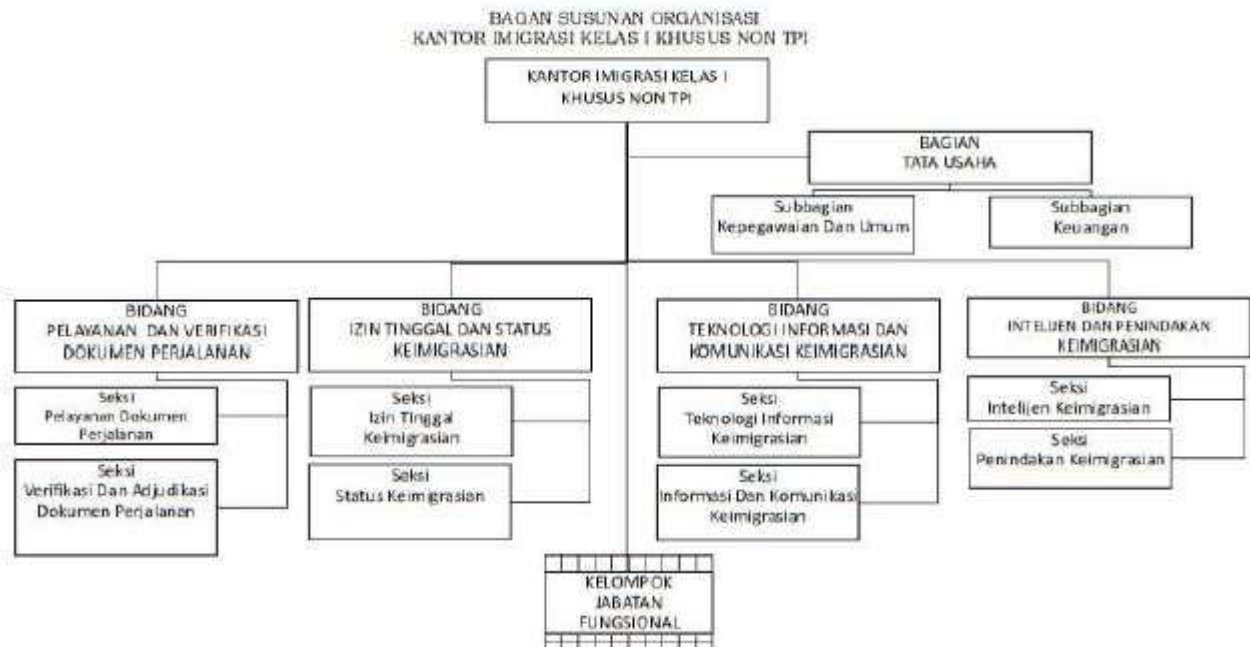 BAGAN SUSUNAN ORGANISASI
KANTOR IMIGRASI KELAS I KHUSUS NON TPI
KANTOR IMIGRASI KELAS I
KHUSUS NON TPI
BAGIAN
TATA USAHA
Subbagian
Kepegawaian Dan Umum
Subbagian
Keuangan
BIDANG
PELAYANAN DAN VERIFIKASI
DOKUMEN PERJALANAN
Seksi
Pelayanan Dokumen
Perjalanan
Seksi
Verifikasi Dan Adjudikasi
Dokumen Perjalanan
BIDANG
IZIN TINGGAL DAN STATUS
KEIMIGRASIAN
Seksi
Izin Tinggal
Keimigrasian
Seksi
Status Keimigrasian
BIDANG
TEKNOLOGI INFORMASI DAN
KOMUNIKASI KEIMIGRASIAN
Seksi
Teknologi Informasi
Keimigrasian
Seksi
Informasi Dan Komunikasi
Keimigrasian
BIDANG
INTELIJEN DAN PENINDAKAN
KEIMIGRASIAN
Seksi
Intelijen Keimigrasian
Seksi
Penindakan Keimigrasian
KELOMPOK
JABATAN
FUNGSIONAL